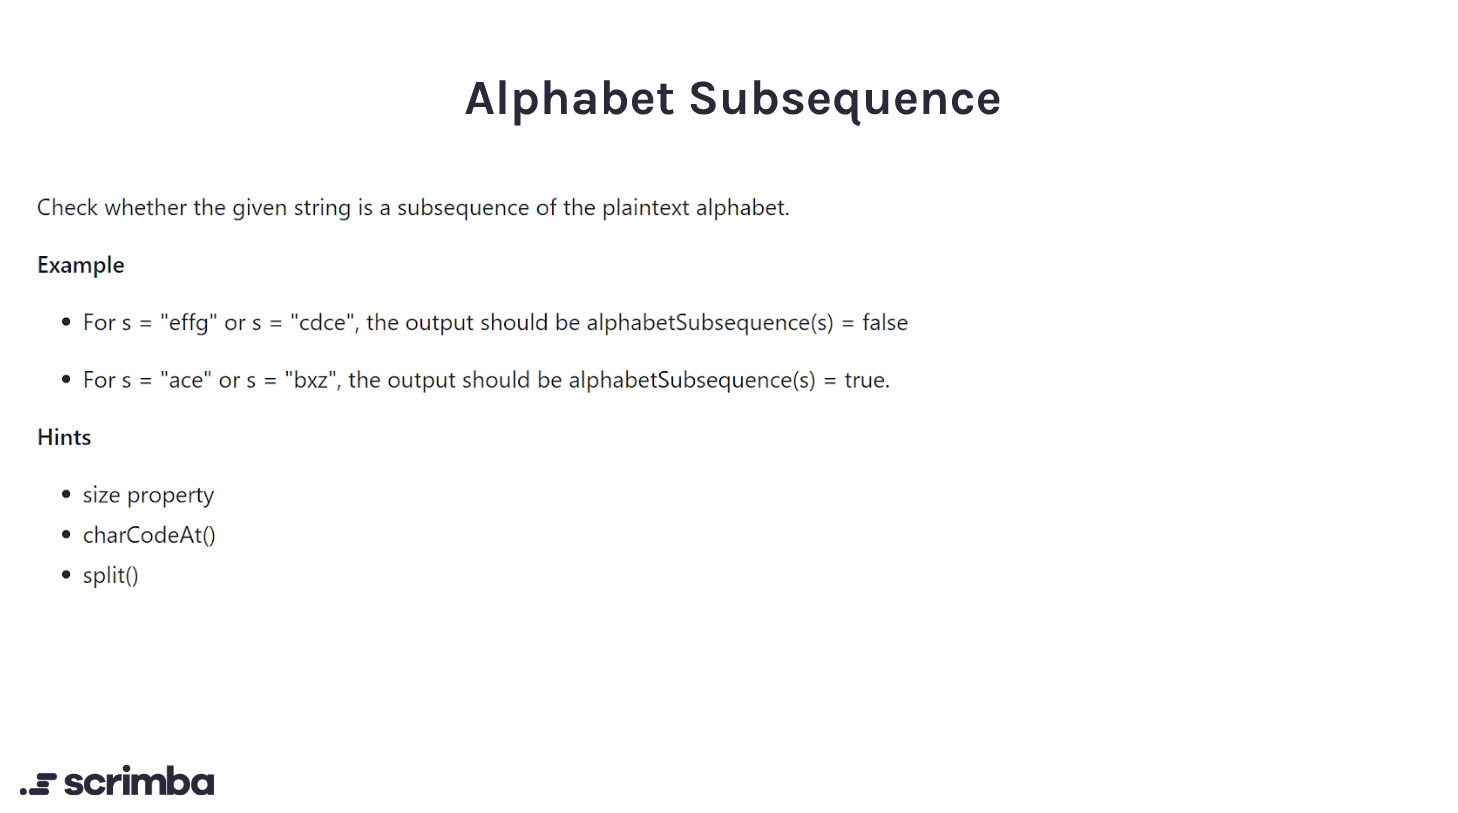 Alphabet Subsequence
Check whether the given string is a subsequence of the plaintext alphabet.
Example
• For s = "effg" or s = "cdce", the output should be alphabetSubsequence(s) = false
• For s = "ace" or s = "bxz", the output should be alphabetSubsequence(s) = true.
Hints
• size property
• charCodeAt()
• split()
scrimba